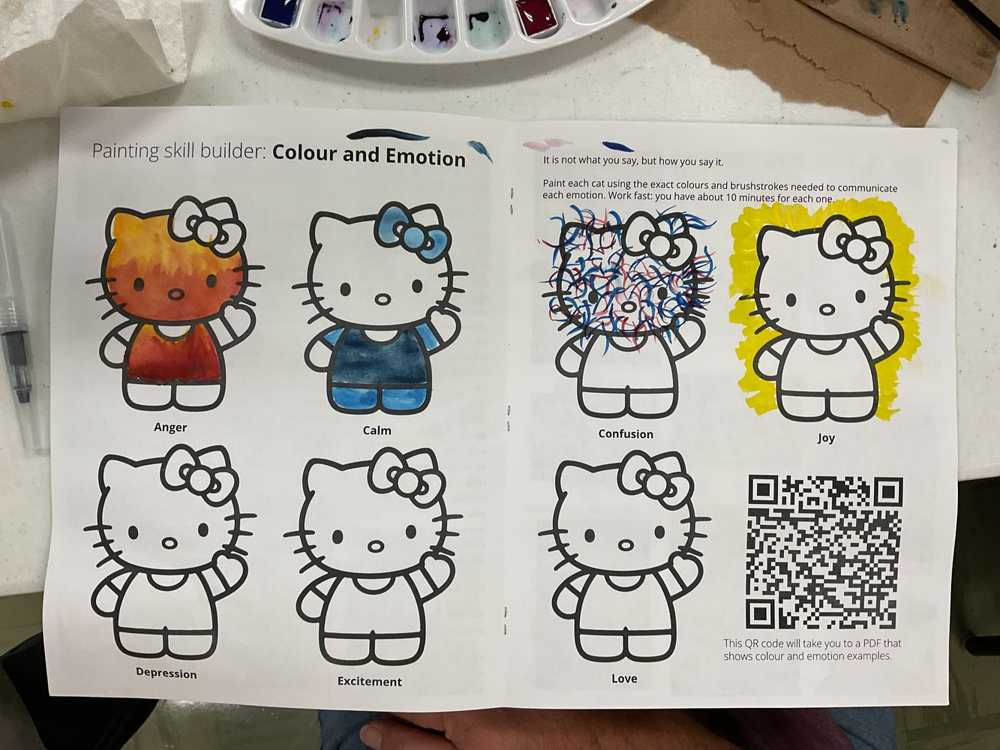 Painting skill builder: Colour and Emotion
It is not what you say, but how you say it.
Paint each cat using the exact colours and brushstrokes needed to communicate
each emotion. Work fast: you have about 10 minutes for each one.
Anger
Calm
Confusion
Joy
Depression
Excitement
Love
This QR code will take you to a PDF that
shows colour and emotion examples.